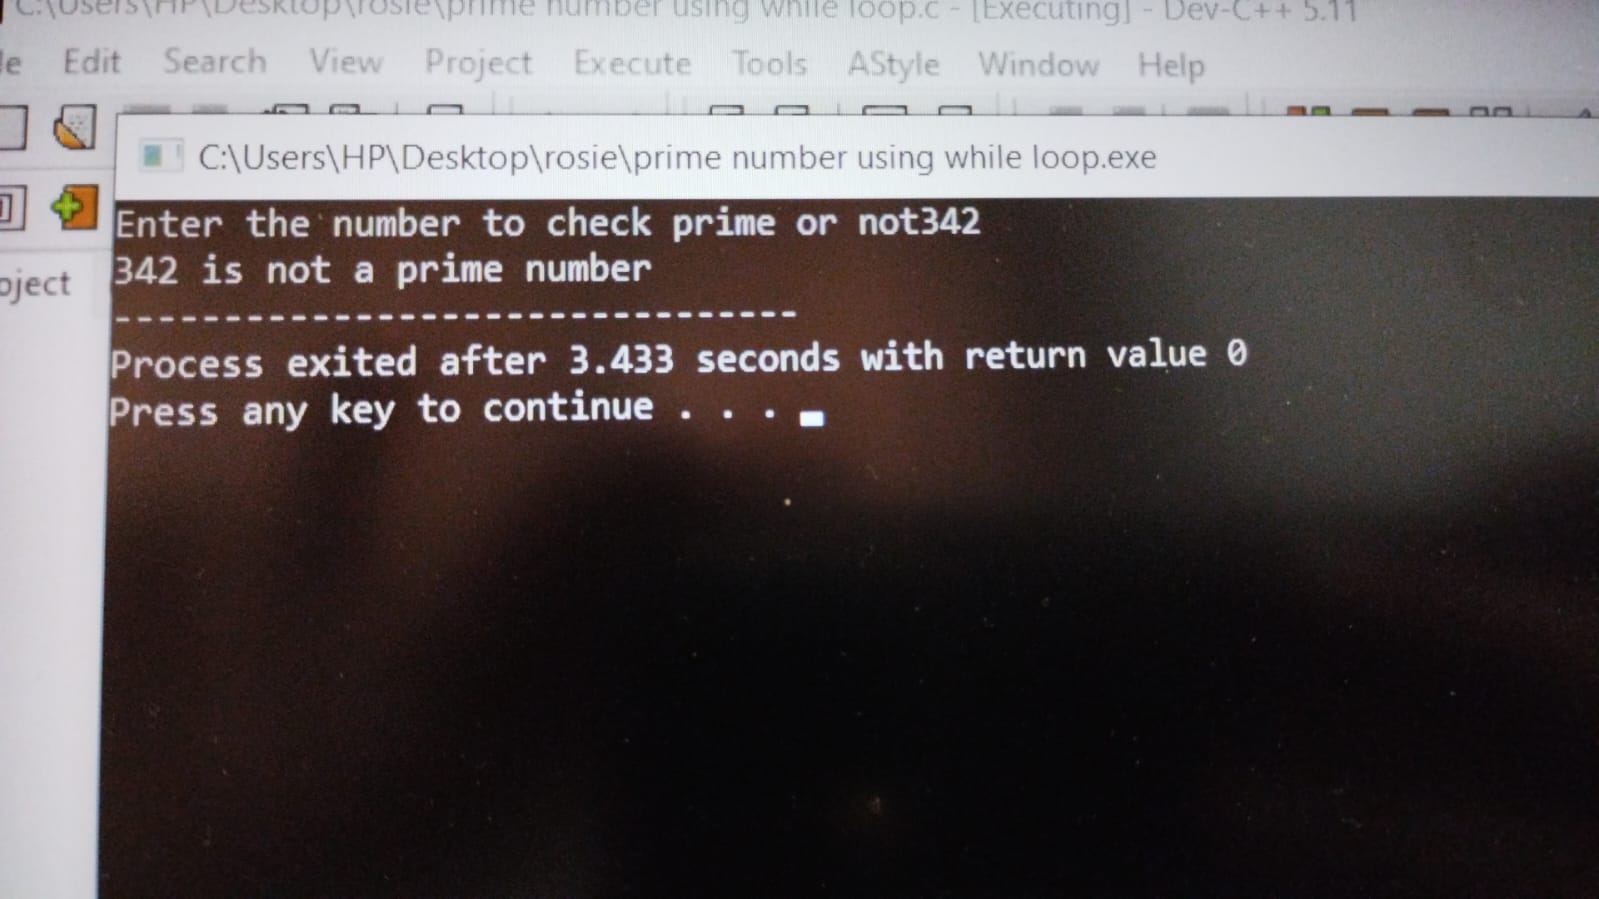 C:\Users\HP\Desktop\rosie\prime number using while loop.c - [Executing] - Dev-C++ 5.11
Edit Search View Project Execute Tools AStyle Window Help
C:\Users\HP\Desktop\rosie\prime number using while loop.exe
Enter the number to check prime or not342
342 is not a prime number
--------------------------------
Process exited after 3.433 seconds with return value 0
Press any key to continue . . .
oject